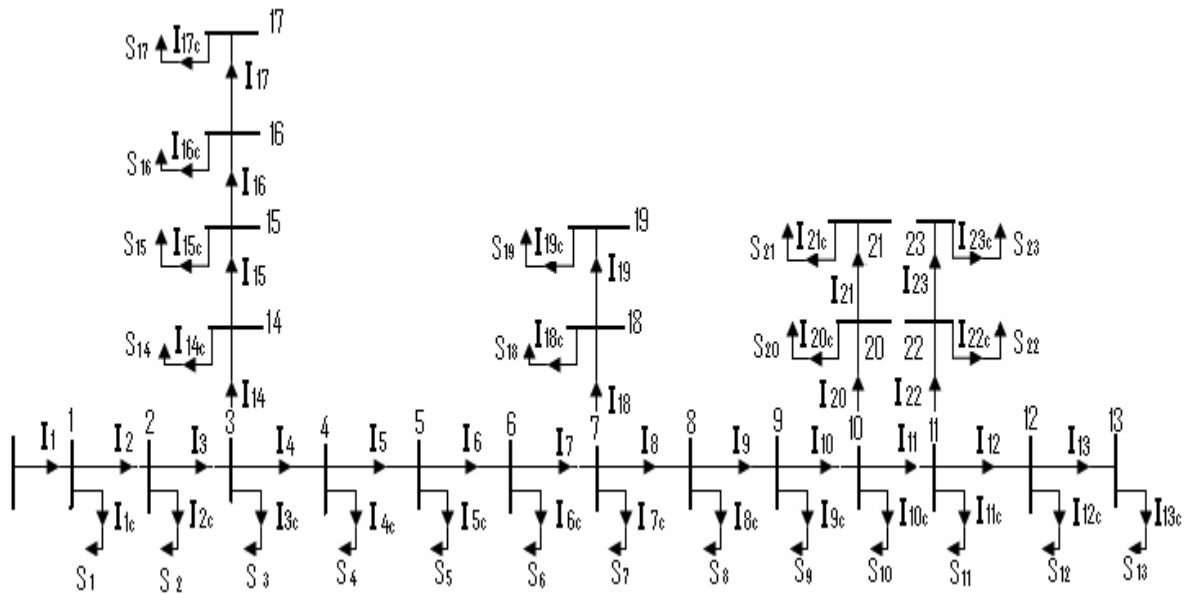 17
S17 I17c
I17
16
S16 I16c
I16
15 19
S15 I15c S19 I19c S21 I21c 21 23 I23c S23
I15 I19 I21 I23
14 18
S14 I14c S18 I18c S20 I20c 20 22 I22c S22
I14 I18 I20 I22
1 2 3 4 5 6 7 8 9 10 11 12 13
I1 I2 I3 I4 I5 I6 I7 I8 I9 I10 I11 I12 I13
I1c I2c I3c I4c I5c I6c I7c I8c I9c I10c I11c I12c I13c
S1 S2 S3 S4 S5 S6 S7 S8 S9 S10 S11 S12 S13